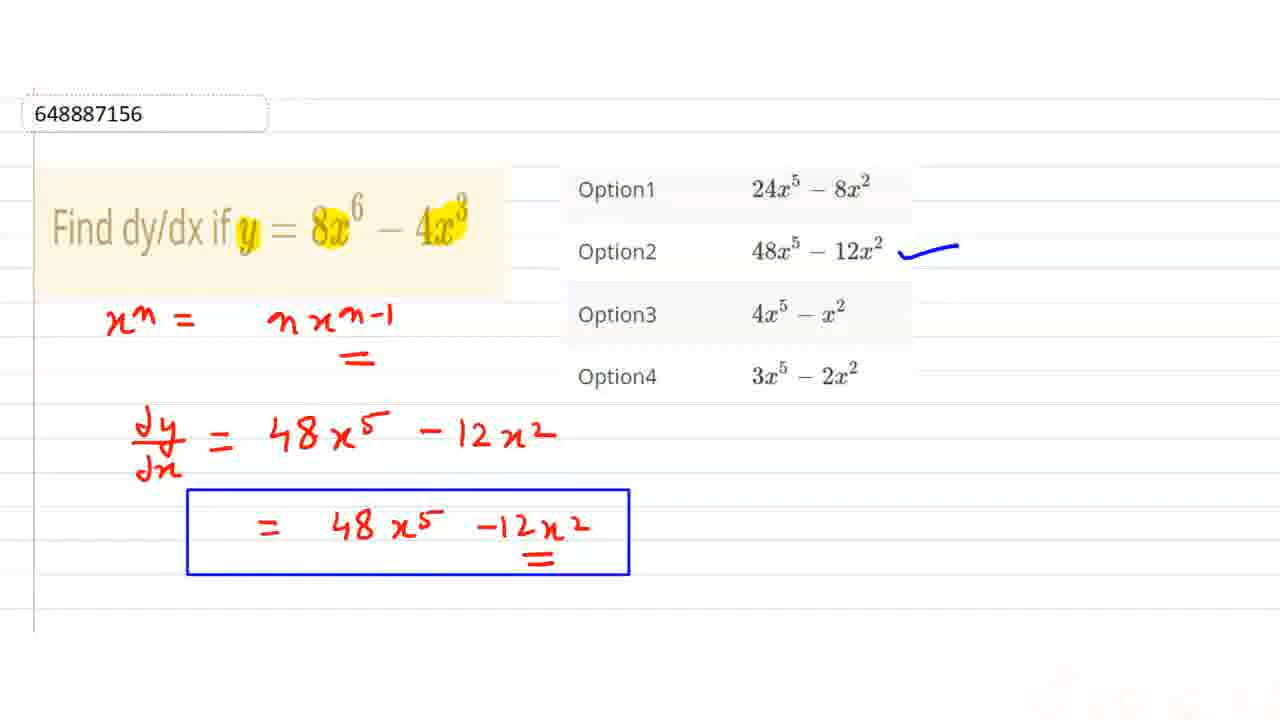 648887156
Find dy/dx if y = 8x^6 − 4x^3
Option1 24x^5 − 8x^2
Option2 48x^5 − 12x^2
Option3 4x^5 − x^2
Option4 3x^5 − 2x^2
x^n = n x^{n-1}
dy/dx = 48x^5 − 12x^2
= 48x^5 − 12x^2